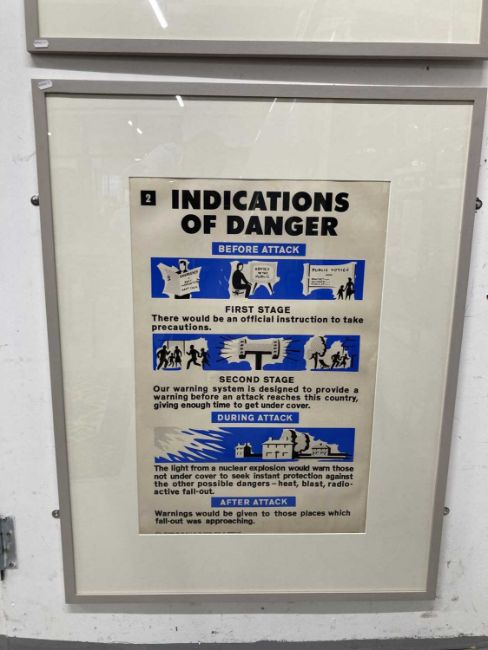 2 INDICATIONS
OF DANGER
BEFORE ATTACK
PUBLIC NOTICE
FIRST STAGE
There would be an official instruction to take
precautions.
SECOND STAGE
Our warning system is designed to provide a
warning before an attack reaches this country,
giving enough time to get under cover.
DURING ATTACK
The light from a nuclear explosion would warn those
not under cover to seek instant protection against
the other possible dangers – heat, blast, radio-
active fall-out.
AFTER ATTACK
Warnings would be given to those places which
fall-out was approaching.